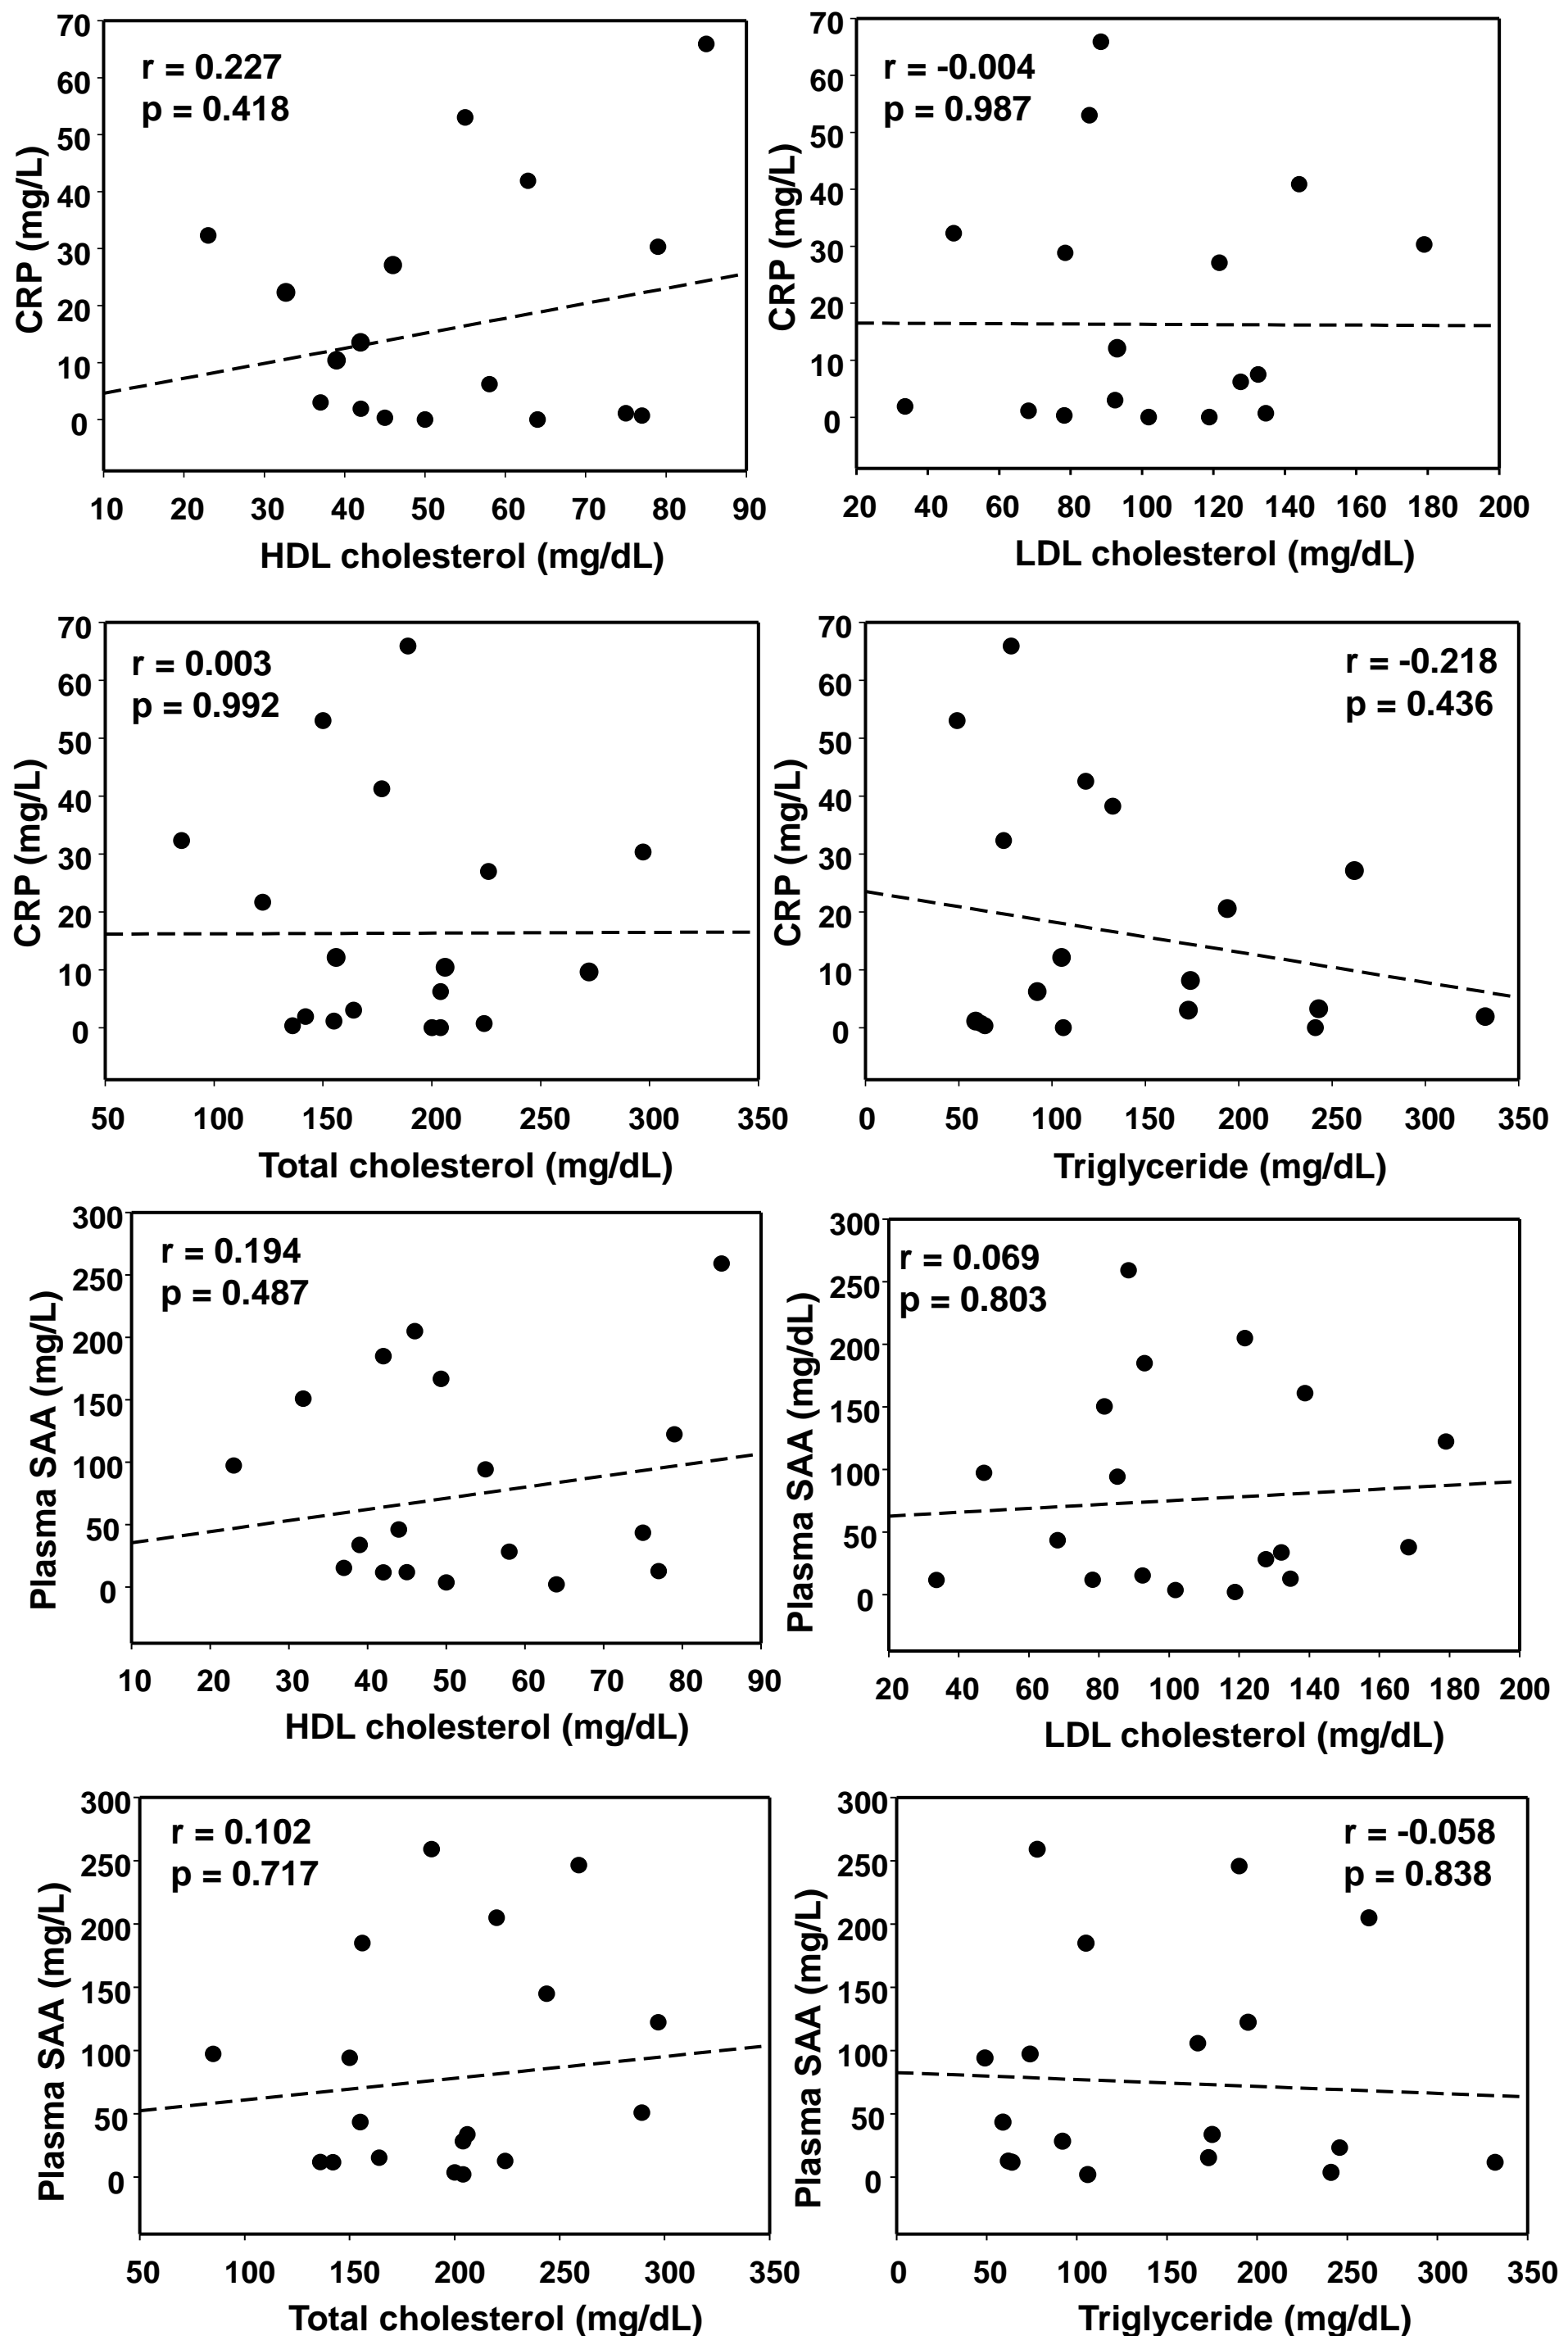 70
60
50
40
30
20
10
0
CRP (mg/L)
r = 0.227
p = 0.418
10 20 30 40 50 60 70 80 90
HDL cholesterol (mg/dL)
70
60
50
40
30
20
10
0
CRP (mg/L)
r = -0.004
p = 0.987
20 40 60 80 100 120 140 160 180 200
LDL cholesterol (mg/dL)
70
60
50
40
30
20
10
0
CRP (mg/L)
r = 0.003
p = 0.992
50 100 150 200 250 300 350
Total cholesterol (mg/dL)
70
60
50
40
30
20
10
0
CRP (mg/L)
r = -0.218
p = 0.436
0 50 100 150 200 250 300 350
Triglyceride (mg/dL)
300
250
200
150
100
50
0
Plasma SAA (mg/L)
r = 0.194
p = 0.487
10 20 30 40 50 60 70 80 90
HDL cholesterol (mg/dL)
300
250
200
150
100
50
0
Plasma SAA (mg/dL)
r = 0.069
p = 0.803
20 40 60 80 100 120 140 160 180 200
LDL cholesterol (mg/dL)
300
250
200
150
100
50
0
Plasma SAA (mg/L)
r = 0.102
p = 0.717
50 100 150 200 250 300 350
Total cholesterol (mg/dL)
300
250
200
150
100
50
0
Plasma SAA (mg/L)
r = -0.058
p = 0.838
0 50 100 150 200 250 300 350
Triglyceride (mg/dL)